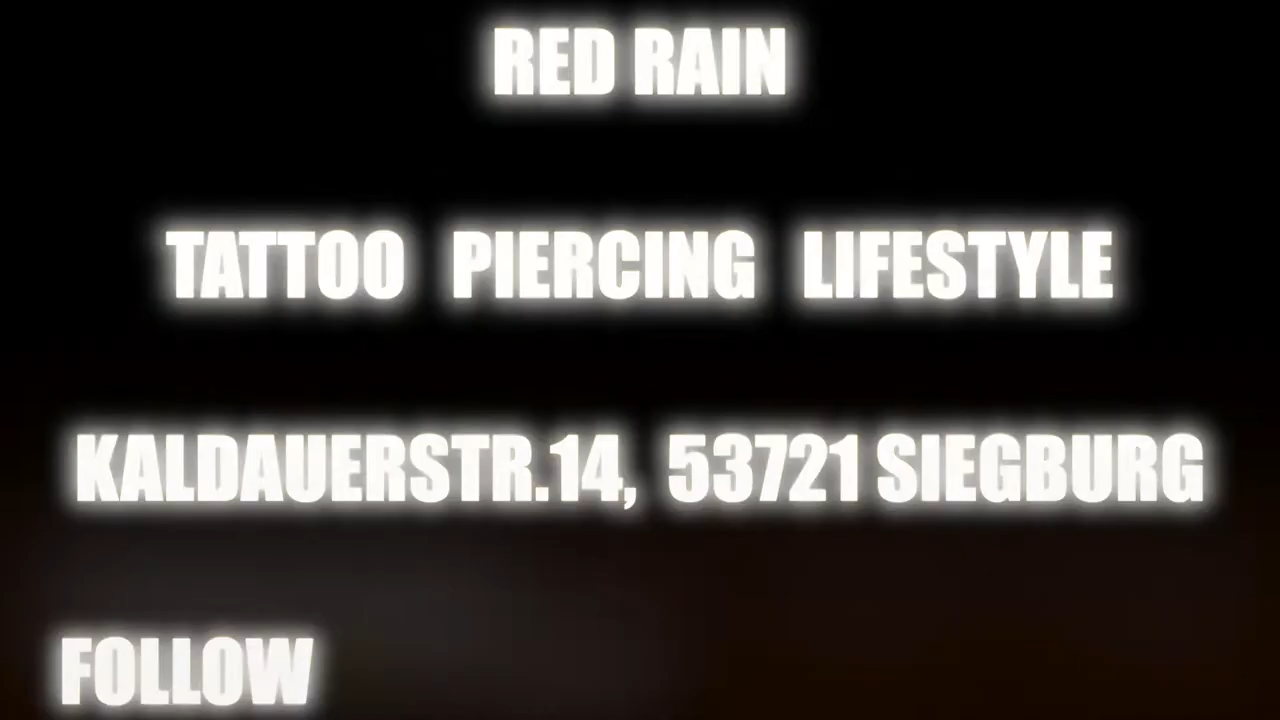 RED RAIN
TATTOO PIERCING LIFESTYLE
KALDAUERSTR.14, 53721 SIEGBURG
FOLLOW